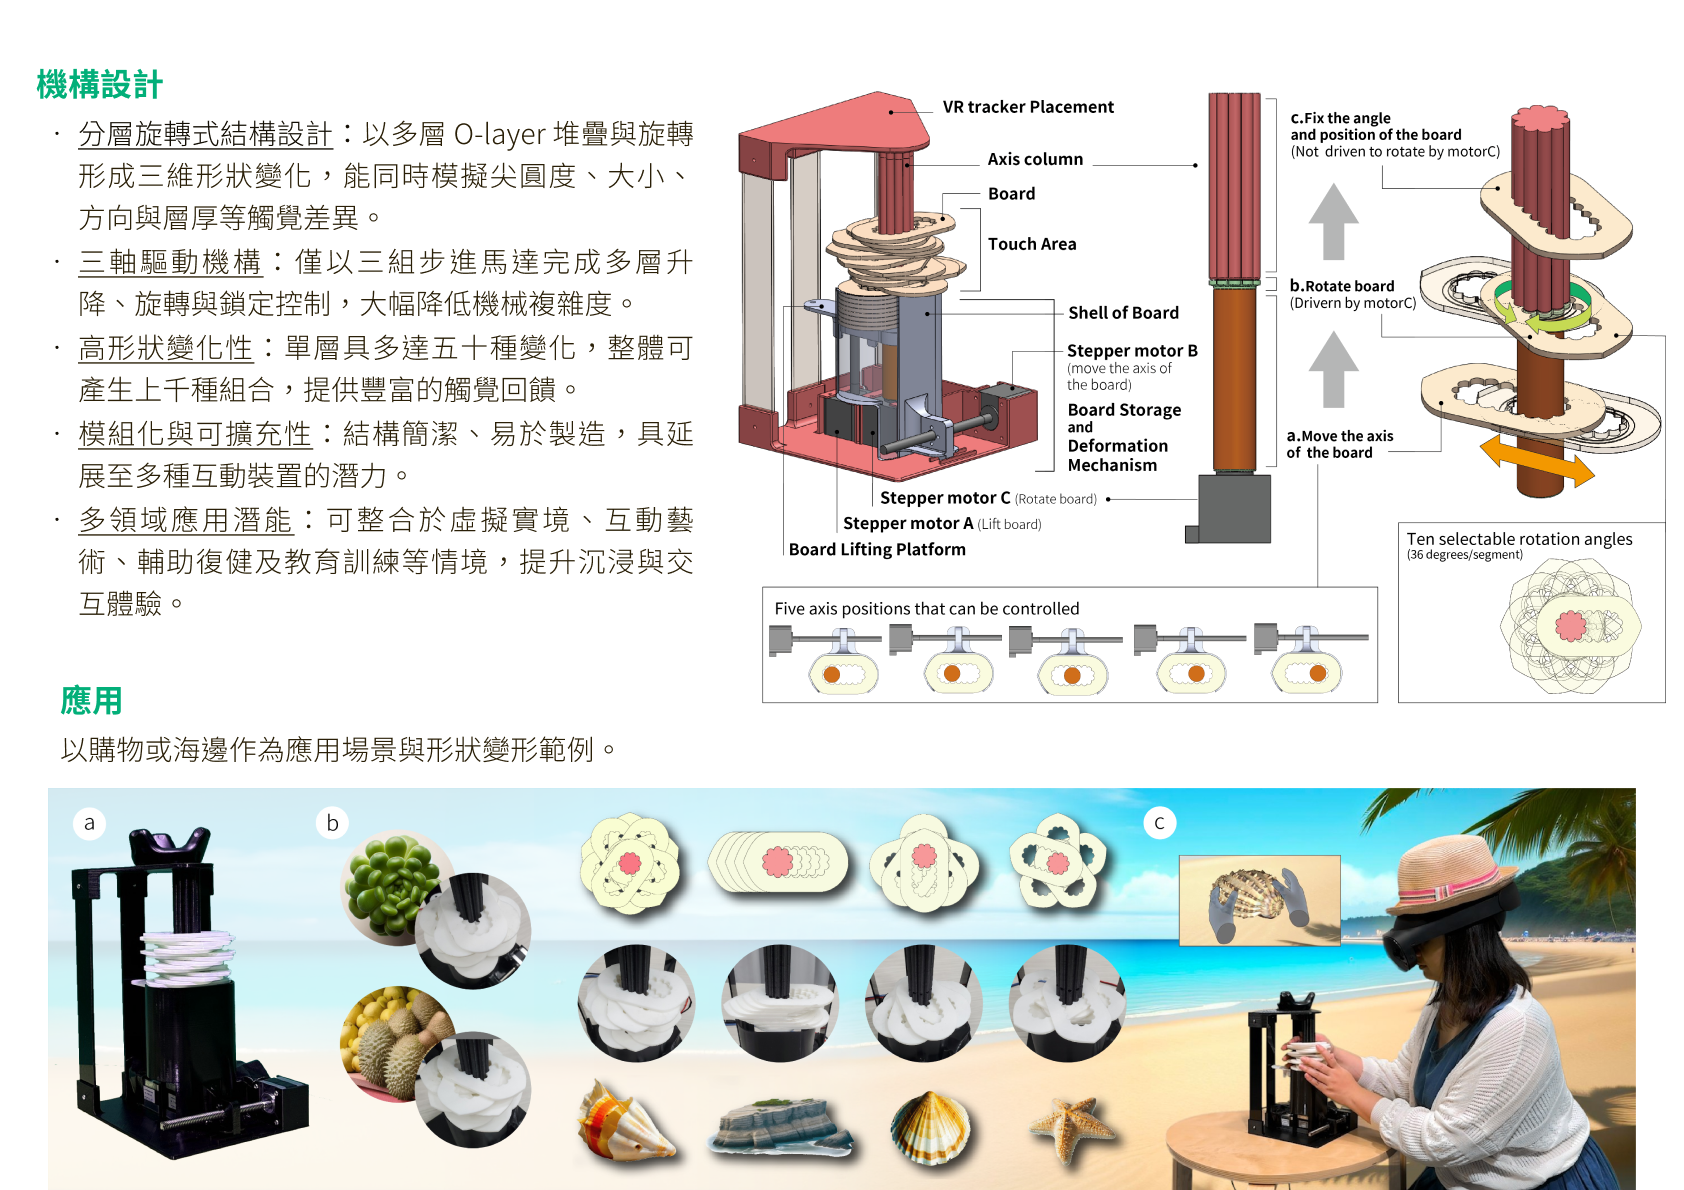 機構設計
· 分層旋轉式結構設計：以多層 O-layer 堆疊與旋轉
形成三維形狀變化，能同時模擬尖圓度、大小、
方向與層厚等觸覺差異。
· 三軸驅動機構：僅以三組步進馬達完成多層升
降、旋轉與鎖定控制，大幅降低機械複雜度。
· 高形狀變化性：單層具多達五十種變化，整體可
產生上千種組合，提供豐富的觸覺回饋。
· 模組化與可擴充性：結構簡潔、易於製造，具延
展至多種互動裝置的潛力。
· 多領域應用潛能：可整合於虛擬實境、互動藝
術、輔助復健及教育訓練等情境，提升沉浸與交
互體驗。
VR tracker Placement
Axis column
Board
Touch Area
Shell of Board
Stepper motor B
(move the axis of
the board)
Board Storage
and
Deformation
Mechanism
Stepper motor C (Rotate board)
Stepper motor A (Lift board)
Board Lifting Platform
c.Fix the angle
and position of the board
(Not driven to rotate by motorC)
b.Rotate board
(Drivern by motorC)
a.Move the axis
of the board
Five axis positions that can be controlled
Ten selectable rotation angles
(36 degrees/segment)
應用
以購物或海邊作為應用場景與形狀變形範例。
a
b
c